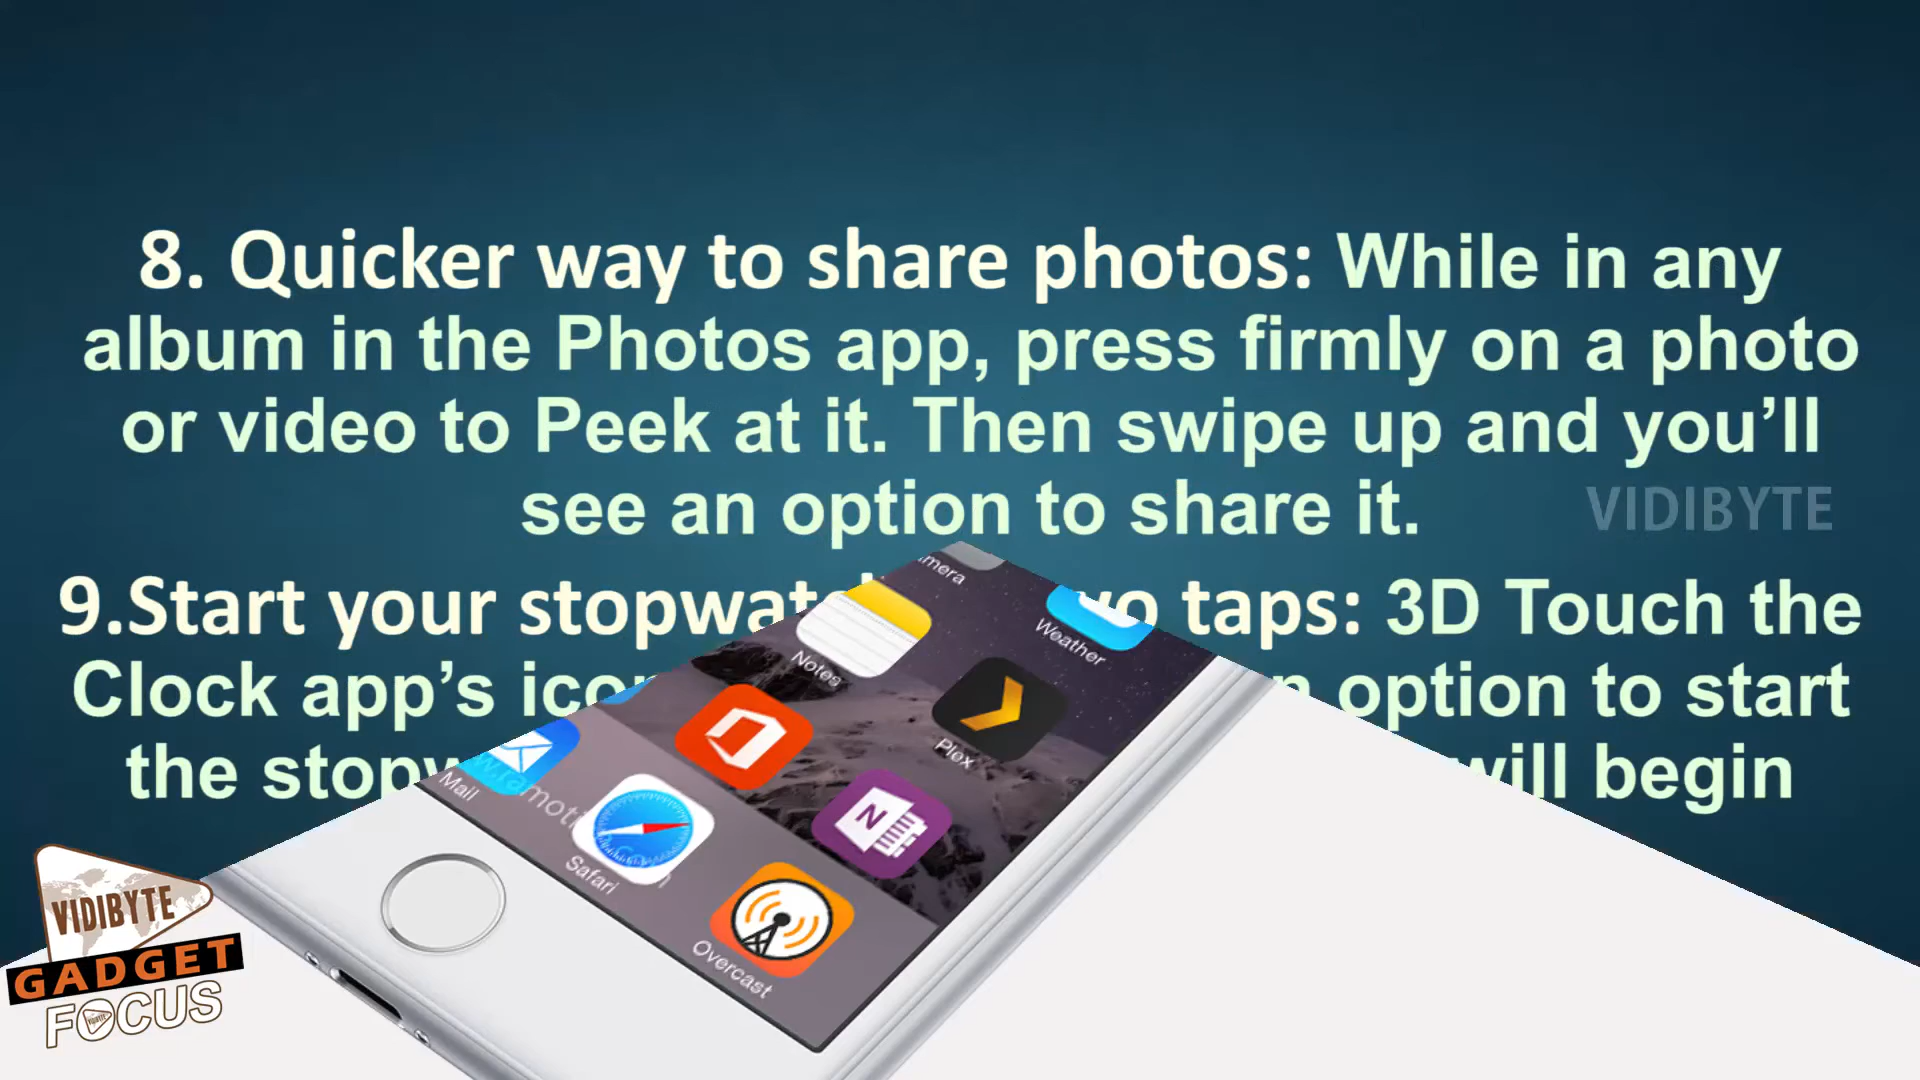 8. Quicker way to share photos: While in any
album in the Photos app, press firmly on a photo
or video to Peek at it. Then swipe up and you’ll
see an option to share it.
VIDIBYTE
9.Start your taps: 3D Touch the
Clock app’s option to start
the will begin
Weather
Notes
Plex
Mail
Safari
Overcast
N
VIDIBYTE
GADGET
FOCUS